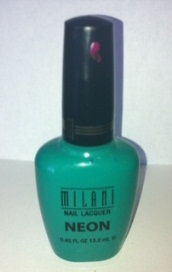 MILANI
NAIL LACQUER
NEON
0.45 FL OZ 13.3 mL ℮